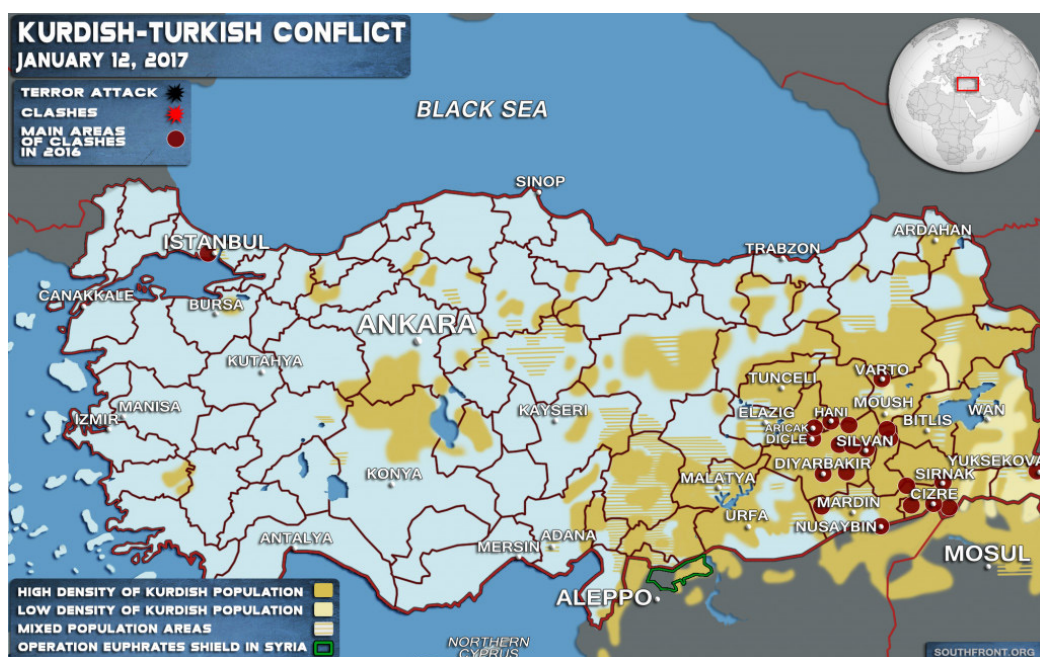 KURDISH-TURKISH CONFLICT
JANUARY 12, 2017
TERROR ATTACK
CLASHES
MAIN AREAS
OF CLASHES
IN 2016
BLACK SEA
SINOP
ISTANBUL
TRABZON
ARDAHAN
CANAKKALE
BURSA
ANKARA
KUTAHYA
TUNCELI
VARTO
MANISA
IZMIR
KAYSERI
ELAZIG
HANI
MOUSH
WAN
ARICAK
DICLE
BITLIS
SILVAN
KONYA
MALATYA
DIYARBAKIR
SIRNAK
YUKSEKOVA
CIZRE
MARDIN
URFA
NUSAYBIN
ANTALYA
MERSIN
ADANA
MOSUL
ALEPPO
HIGH DENSITY OF KURDISH POPULATION
LOW DENSITY OF KURDISH POPULATION
MIXED POPULATION AREAS
OPERATION EUPHRATES SHIELD IN SYRIA
NORTHERN
CYPRUS
SOUTHFRONT.ORG